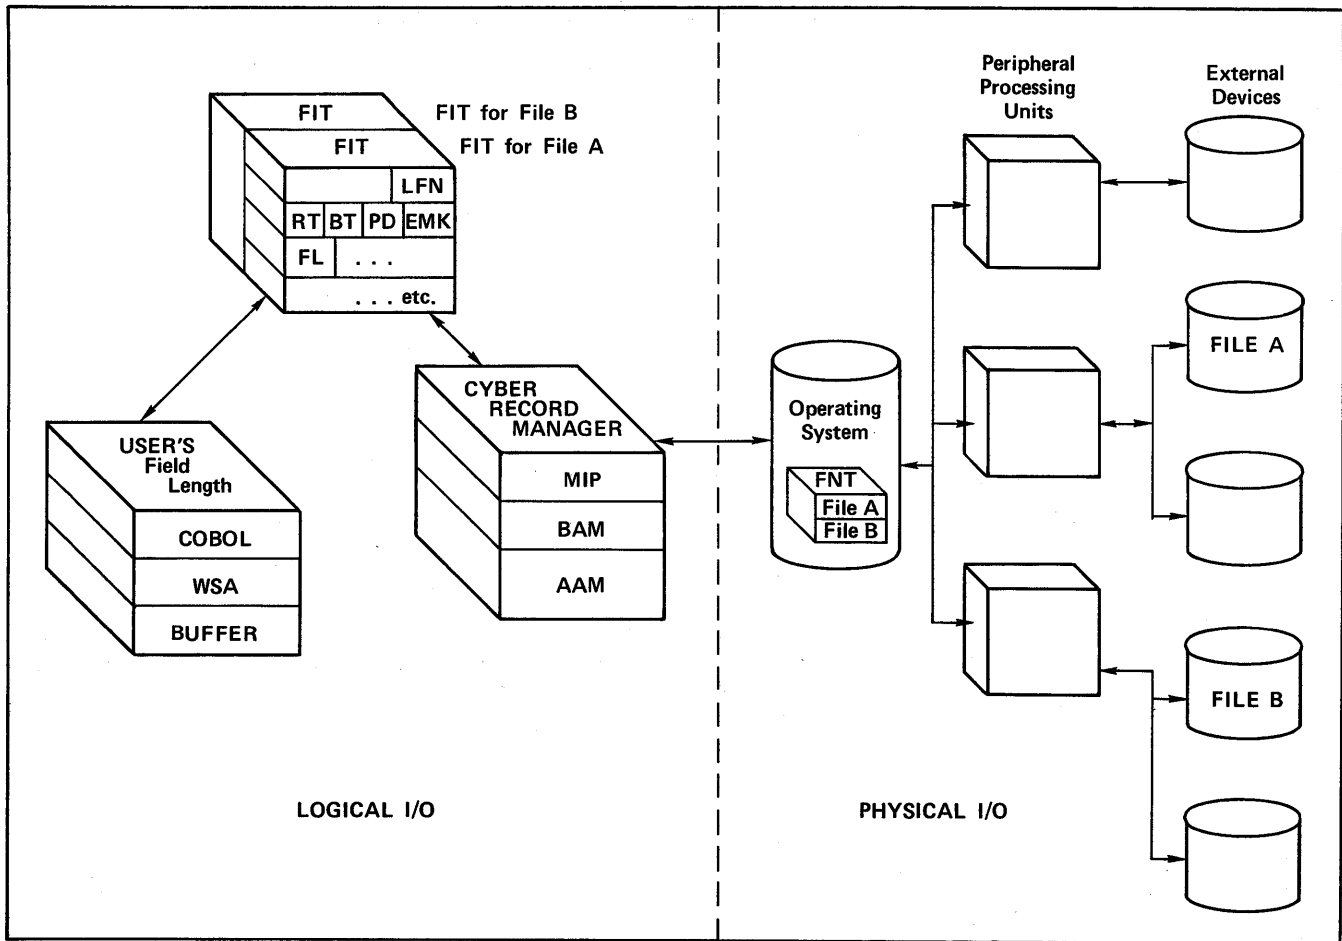 FIT
FIT for File B
FIT
FIT for File A
LFN
RT BT PD EMK
FL . . .
. . . etc.
USER'S
Field
Length
COBOL
WSA
BUFFER
CYBER
RECORD
MANAGER
MIP
BAM
AAM
LOGICAL I/O
Operating
System
FNT
File A
File B
Peripheral
Processing
Units
External
Devices
FILE A
FILE B
PHYSICAL I/O